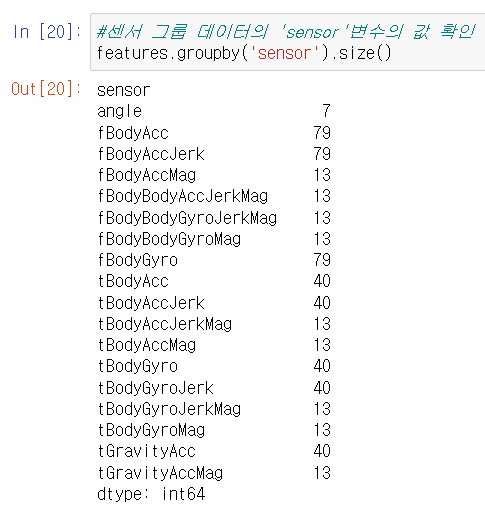 In [20]: #센서 그룹 데이터의 'sensor'변수의 값 확인
features.groupby('sensor').size()
Out[20]: sensor
angle 7
fBodyAcc 79
fBodyAccJerk 79
fBodyAccMag 13
fBodyBodyAccJerkMag 13
fBodyBodyGyroJerkMag 13
fBodyBodyGyroMag 13
fBodyGyro 79
tBodyAcc 40
tBodyAccJerk 40
tBodyAccJerkMag 13
tBodyAccMag 13
tBodyGyro 40
tBodyGyroJerk 40
tBodyGyroJerkMag 13
tBodyGyroMag 13
tGravityAcc 40
tGravityAccMag 13
dtype: int64